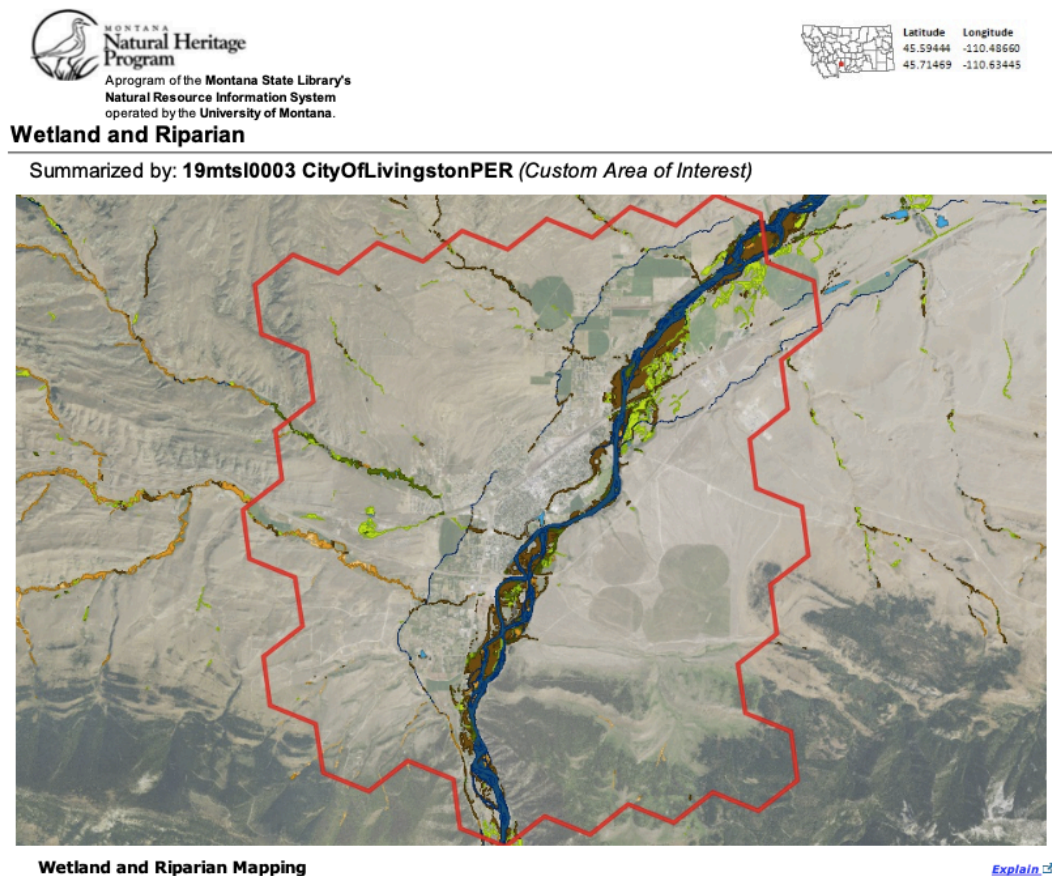 MONTANA
Natural Heritage
Program
Aprogram of the Montana State Library's
Natural Resource Information System
operated by the University of Montana.
Latitude Longitude
45.59444 -110.48660
45.71469 -110.63445
Wetland and Riparian
Summarized by: 19mtsl0003 CityOfLivingstonPER (Custom Area of Interest)
Wetland and Riparian Mapping
Explain